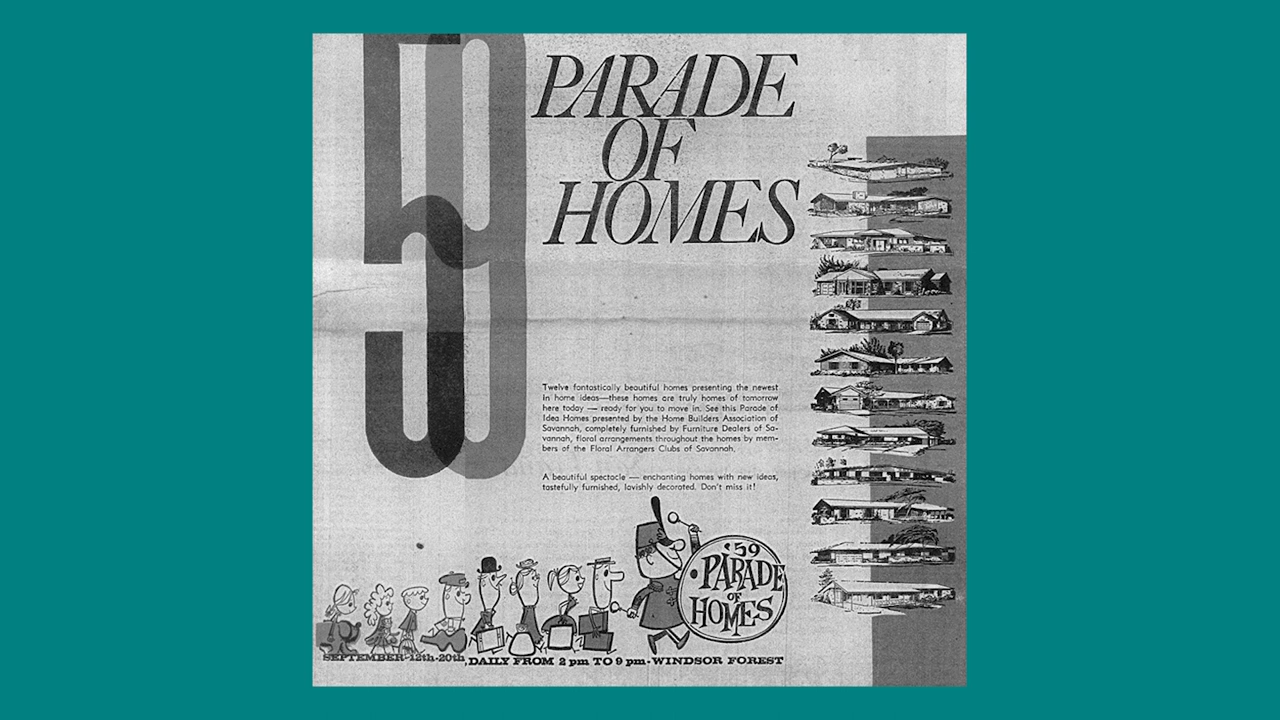 59
PARADE
OF
HOMES
Twelve fantastically beautiful homes presenting the newest
in home ideas—these homes are truly homes of tomorrow
here today — ready for you to move in. See this Parade of
Idea Homes presented by the Home Builders Association of
Savannah, completely furnished by Furniture Dealers of Sa-
vannah, floral arrangements throughout the homes by mem-
bers of the Floral Arrangers Clubs of Savannah.
A beautiful spectacle — enchanting homes with new ideas,
tastefully furnished, lavishly decorated. Don't miss it!
'59
PARADE
OF
HOMES
SEPTEMBER-12th-20th, DAILY FROM 2 pm TO 9 pm-WINDSOR FOREST